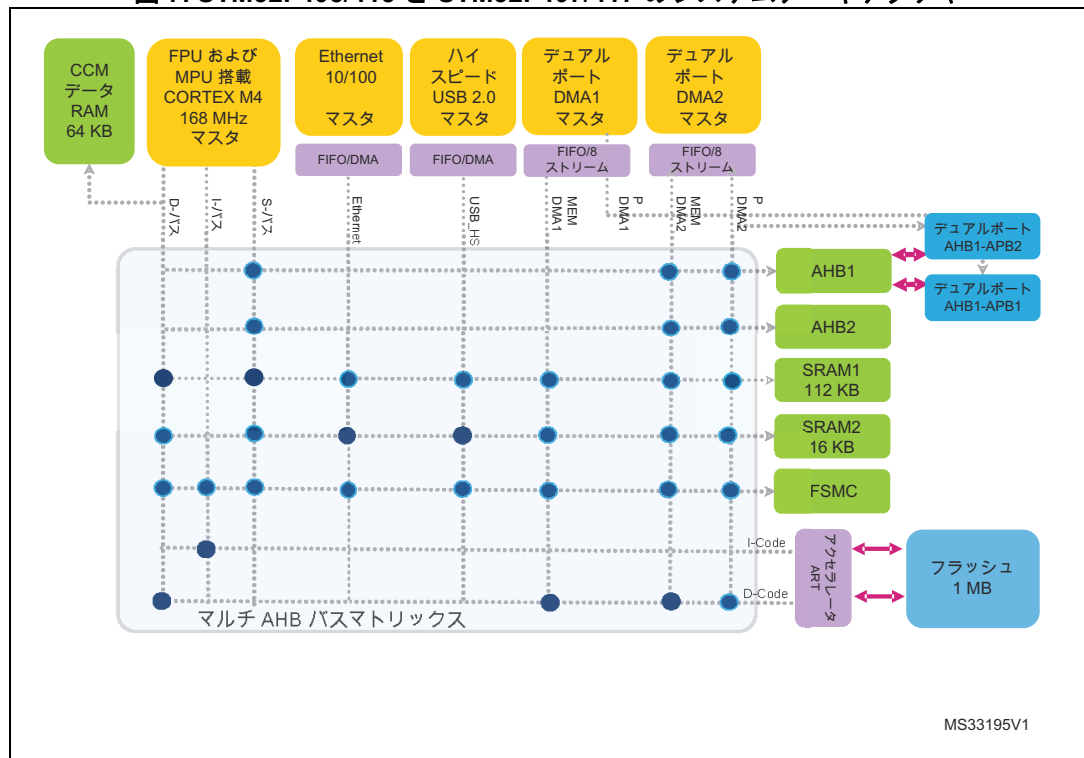 CCM
データ
RAM
64 KB
FPU および
MPU 搭載
CORTEX M4
168 MHz
マスタ
Ethernet
10/100
マスタ
ハイ
スピード
USB 2.0
マスタ
デュアル
ポート
DMA1
マスタ
デュアル
ポート
DMA2
マスタ
FIFO/DMA
FIFO/DMA
FIFO/8
ストリーム
FIFO/8
ストリーム
D-バス
I-バス
S-バス
Ethernet
USB_HS
MEM
DMA1
P
DMA1
MEM
DMA2
P
DMA2
デュアルポート
AHB1-APB2
デュアルポート
AHB1-APB1
AHB1
AHB2
SRAM1
112 KB
SRAM2
16 KB
FSMC
I-Code
D-Code
アクセラレータ
ART
フラッシュ
1 MB
マルチ AHB バスマトリックス
MS33195V1